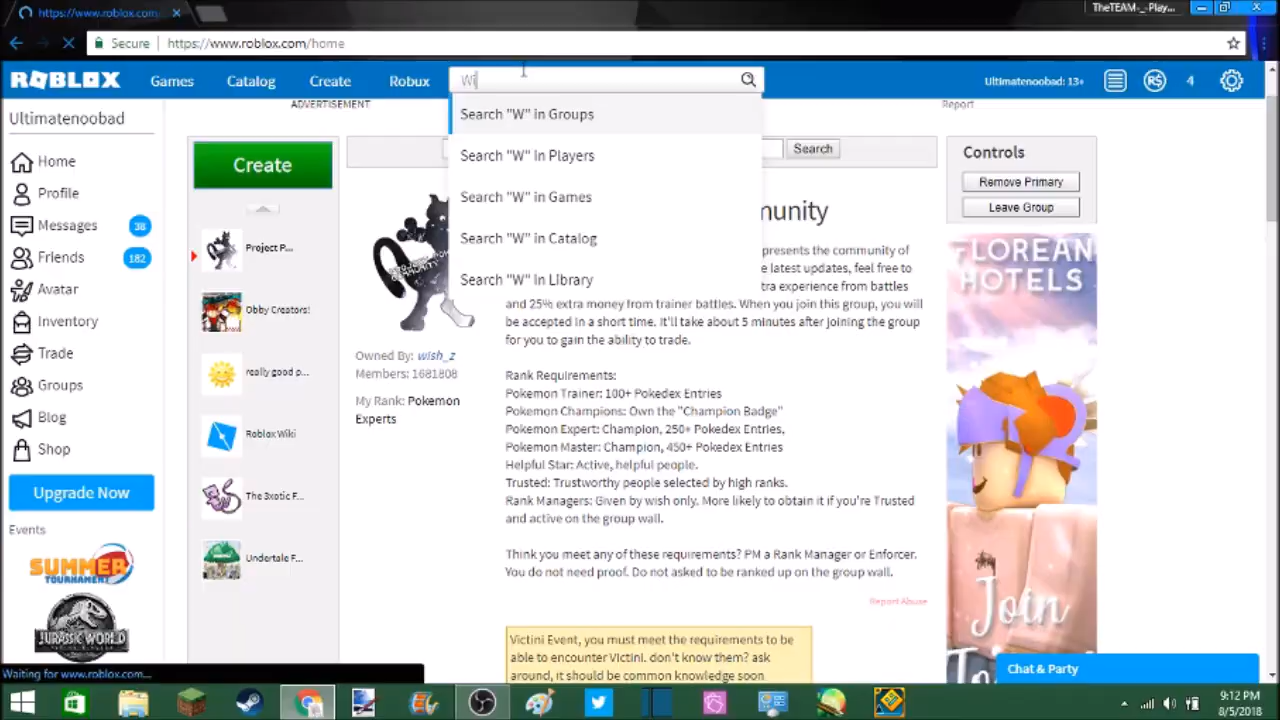 https://www.roblox.com
TheTEAM-_-Play...
Secure
https://www.roblox.com/home
ROBLOX
Games
Catalog
Create
Robux
Wi
Ultimatenoobad: 13+
4
Search "W" in Groups
Search "W" in Players
Search "W" in Games
Search "W" in Catalog
Search "W" in Library
ADVERTISEMENT
Report
Ultimatenoobad
Home
Profile
Messages
38
Friends
182
Avatar
Inventory
Trade
Groups
Blog
Shop
Upgrade Now
Events
SUMMER
TOURNAMENT
JURASSIC WORLD
Create
Project P...
Obby Creators!
really good p...
Roblox Wiki
The 3xotic F...
Undertale F...
Search
Owned By: wish_z
Members: 1681808
My Rank: Pokemon
Experts
munity
presents the community of
e latest updates, feel free to
tra experience from battles
and 25% extra money from trainer battles. When you join this group, you will
be accepted in a short time. It'll take about 5 minutes after joining the group
for you to gain the ability to trade.
Rank Requirements:
Pokemon Trainer: 100+ Pokedex Entries
Pokemon Champions: Own the "Champion Badge"
Pokemon Expert: Champion, 250+ Pokedex Entries,
Pokemon Master: Champion, 450+ Pokedex Entries
Helpful Star: Active, helpful people.
Trusted: Trustworthy people selected by high ranks.
Rank Managers: Given by wish only. More likely to obtain it if you're Trusted
and active on the group wall.
Think you meet any of these requirements? PM a Rank Manager or Enforcer.
You do not need proof. Do not asked to be ranked up on the group wall.
Report Abuse
Victini Event, you must meet the requirements to be
able to encounter Victini. don't know them? ask
around, it should be common knowledge soon
Controls
Remove Primary
Leave Group
FLOREAN
HOTELS
Join
Chat & Party
Waiting for www.roblox.com...
9:12 PM
8/5/2018